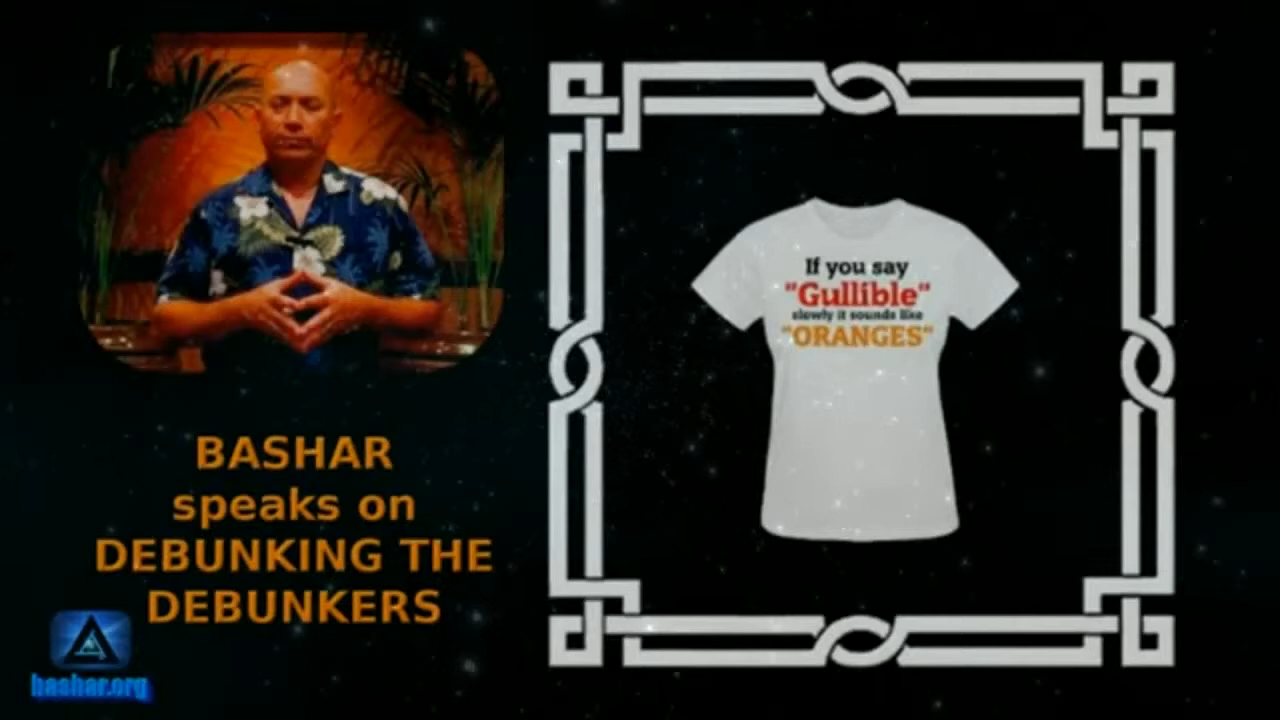 BASHAR
speaks on
DEBUNKING THE
DEBUNKERS
bashar.org
If you say
"Gullible"
slowly it sounds like
"ORANGES"